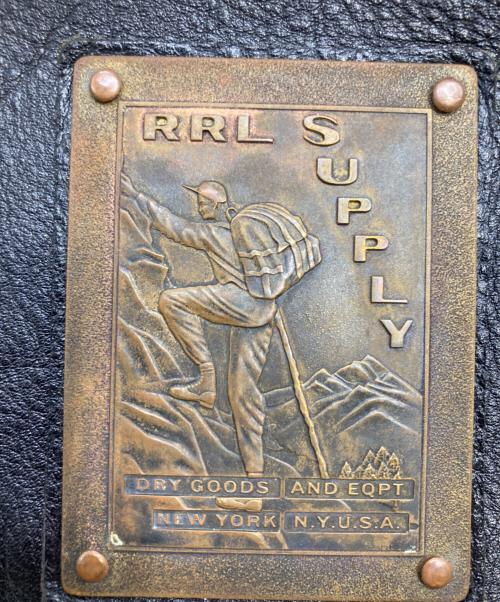 RRL SUPPLY
DRY GOODS AND EQPT.
NEW YORK N.Y.U.S.A.